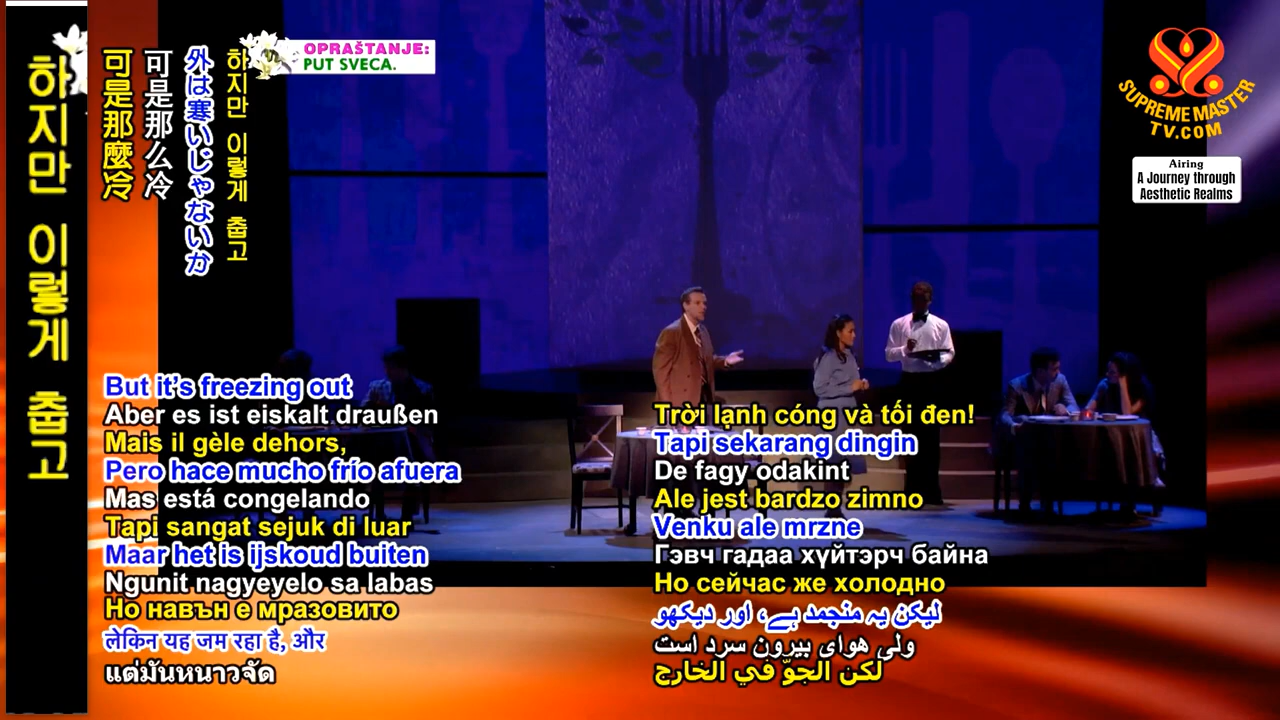 하지만 이렇게 춥고
可是那麼冷
可是那么冷
外は寒いじゃないか
하지만 이렇게 춥고
OPRAŠTANJE:
PUT SVECA.
SUPREME MASTER
TV.COM
Airing
A Journey through
Aesthetic Realms
But it's freezing out
Aber es ist eiskalt draußen
Mais il gèle dehors,
Pero hace mucho frío afuera
Mas está congelando
Tapi sangat sejuk di luar
Maar het is ijskoud buiten
Ngunit nagyeyelo sa labas
Но навън е мразовито
लेकिन यह जम रहा है, और
แต่มันหนาวจัด
Trời lạnh cóng và tối đen!
Tapi sekarang dingin
De fagy odakint
Ale jest bardzo zimno
Venku ale mrzne
Гэвч гадаа хүйтэрч байна
Но сейчас же холодно
لیکن یہ منجمد ہے، اور دیکھو
ولی هوای بیرون سرد است
لكن الجوّ في الخارج